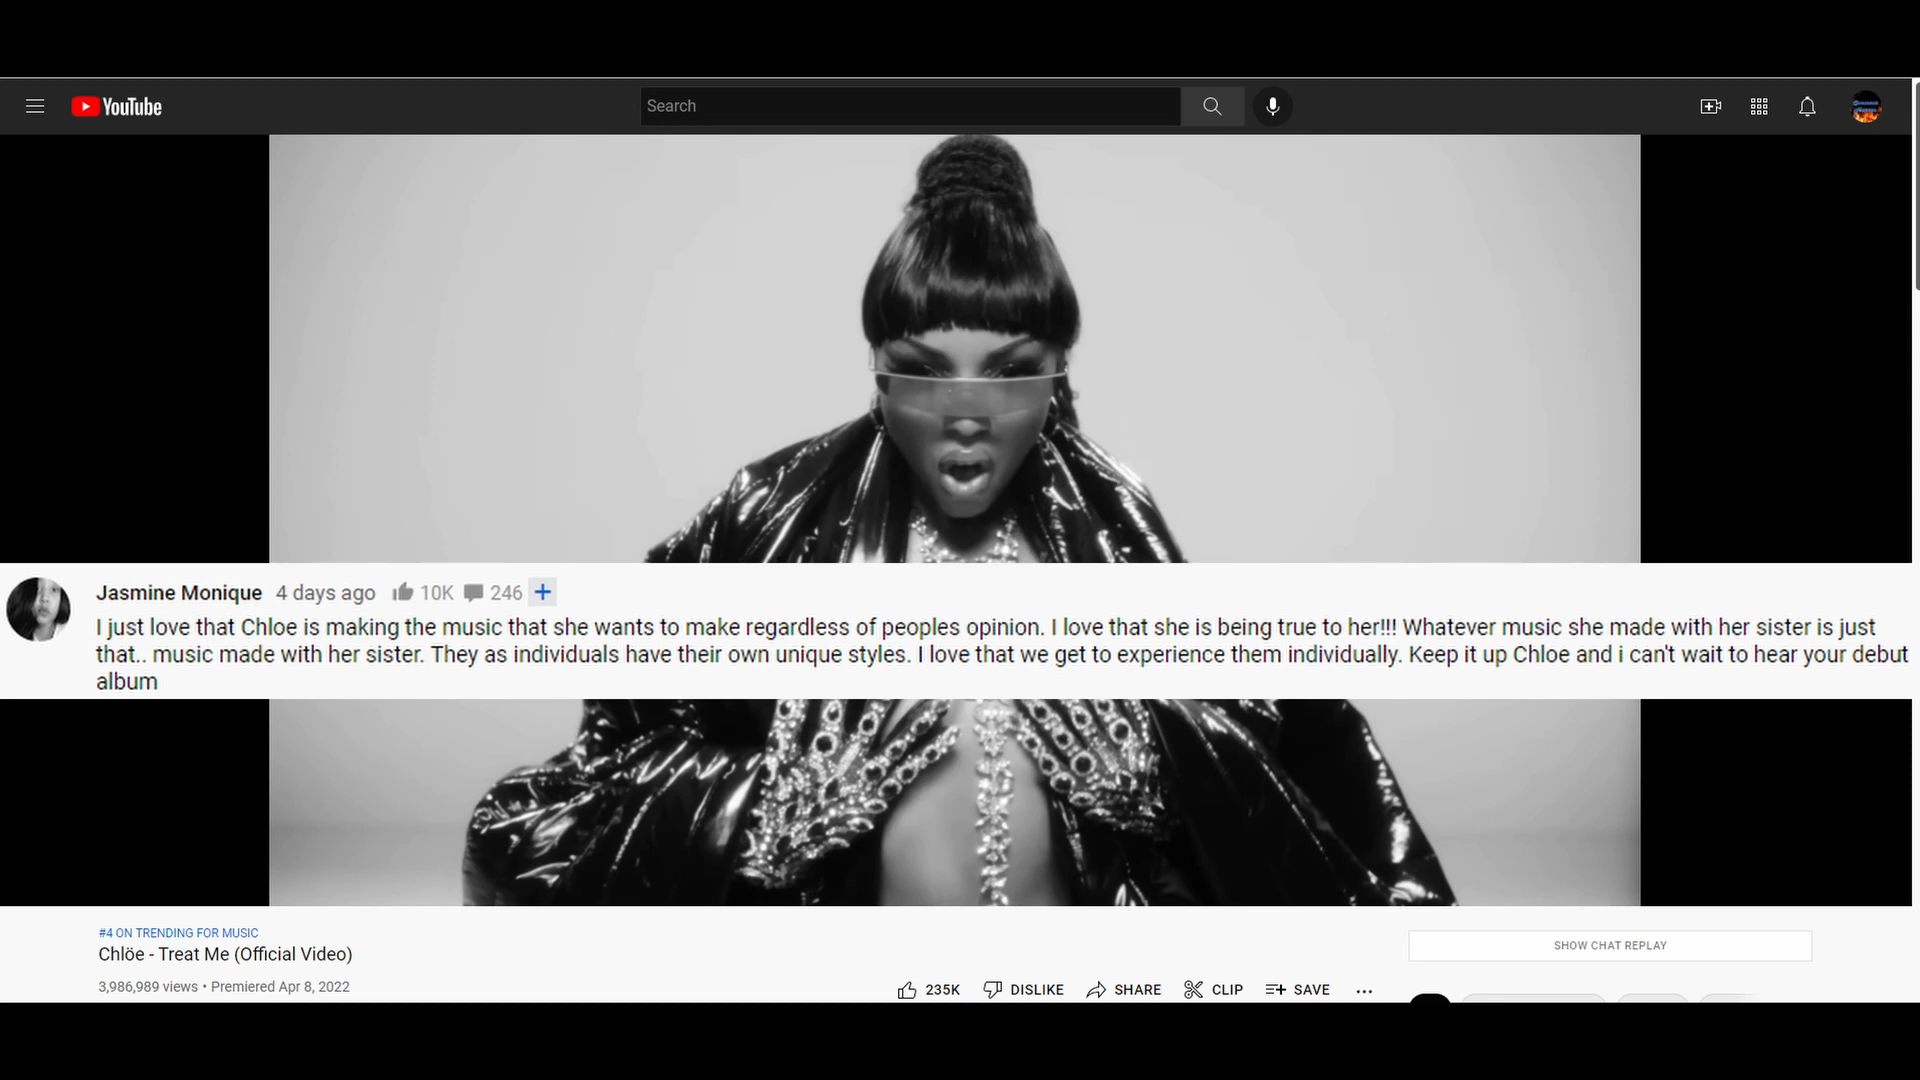 YouTube
Search
Jasmine Monique 4 days ago 10K 246 +
I just love that Chloe is making the music that she wants to make regardless of peoples opinion. I love that she is being true to her!!! Whatever music she made with her sister is just
that.. music made with her sister. They as individuals have their own unique styles. I love that we get to experience them individually. Keep it up Chloe and i can't wait to hear your debut
album
#4 ON TRENDING FOR MUSIC
Chlöe - Treat Me (Official Video)
SHOW CHAT REPLAY
3,986,989 views • Premiered Apr 8, 2022
235K DISLIKE SHARE CLIP SAVE ...